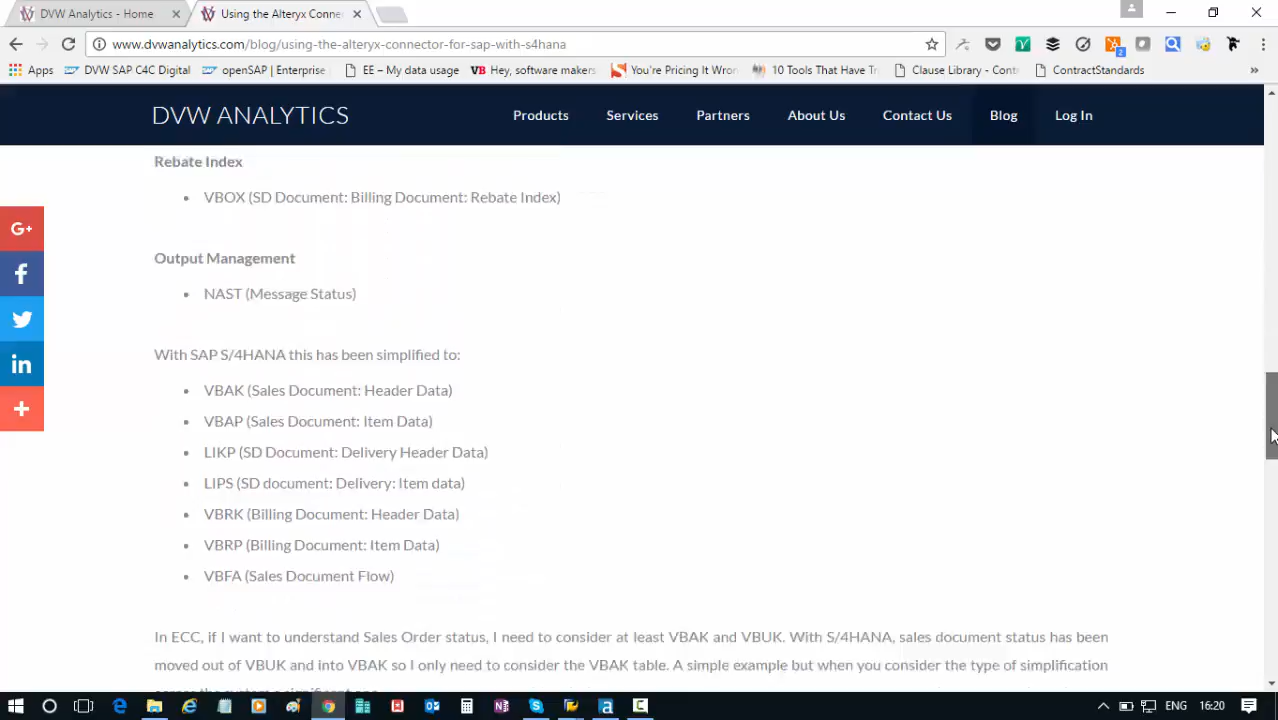 DVW Analytics - Home
Using the Alteryx Conne
www.dvwanalytics.com/blog/using-the-alteryx-connector-for-sap-with-s4hana
2
Apps
DVW SAP C4C Digital
openSAP | Enterprise
EE – My data usage
VB Hey, software makers
You're Pricing It Wron
10 Tools That Have Tr
Clause Library - Cont
ContractStandards
DVW ANALYTICS
Products
Services
Partners
About Us
Contact Us
Blog
Log In
Rebate Index
• VBOX (SD Document: Billing Document: Rebate Index)
Output Management
• NAST (Message Status)
With SAP S/4HANA this has been simplified to:
• VBAK (Sales Document: Header Data)
• VBAP (Sales Document: Item Data)
• LIKP (SD Document: Delivery Header Data)
• LIPS (SD document: Delivery: Item data)
• VBRK (Billing Document: Header Data)
• VBRP (Billing Document: Item Data)
• VBFA (Sales Document Flow)
In ECC, if I want to understand Sales Order status, I need to consider at least VBAK and VBUK. With S/4HANA, sales document status has been
moved out of VBUK and into VBAK so I only need to consider the VBAK table. A simple example but when you consider the type of simplification
ENG
16:20